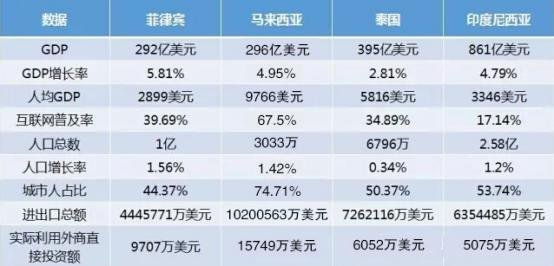 数据 菲律宾 马来西亚 泰国 印度尼西亚
GDP 292亿美元 296亿美元 395亿美元 861亿美元
GDP增长率 5.81% 4.95% 2.81% 4.79%
人均GDP 2899美元 9766美元 5816美元 3346美元
互联网普及率 39.69% 67.5% 34.89% 17.14%
人口总数 1亿 3033万 6796万 2.58亿
人口增长率 1.56% 1.42% 0.34% 1.2%
城市人占比 44.37% 74.71% 50.37% 53.74%
进出口总额 4445771万美元 10200563万美元 7262116万美元 6354485万美元
实际利用外商直
接投资额 9707万美元 15749万美元 6052万美元 5075万美元